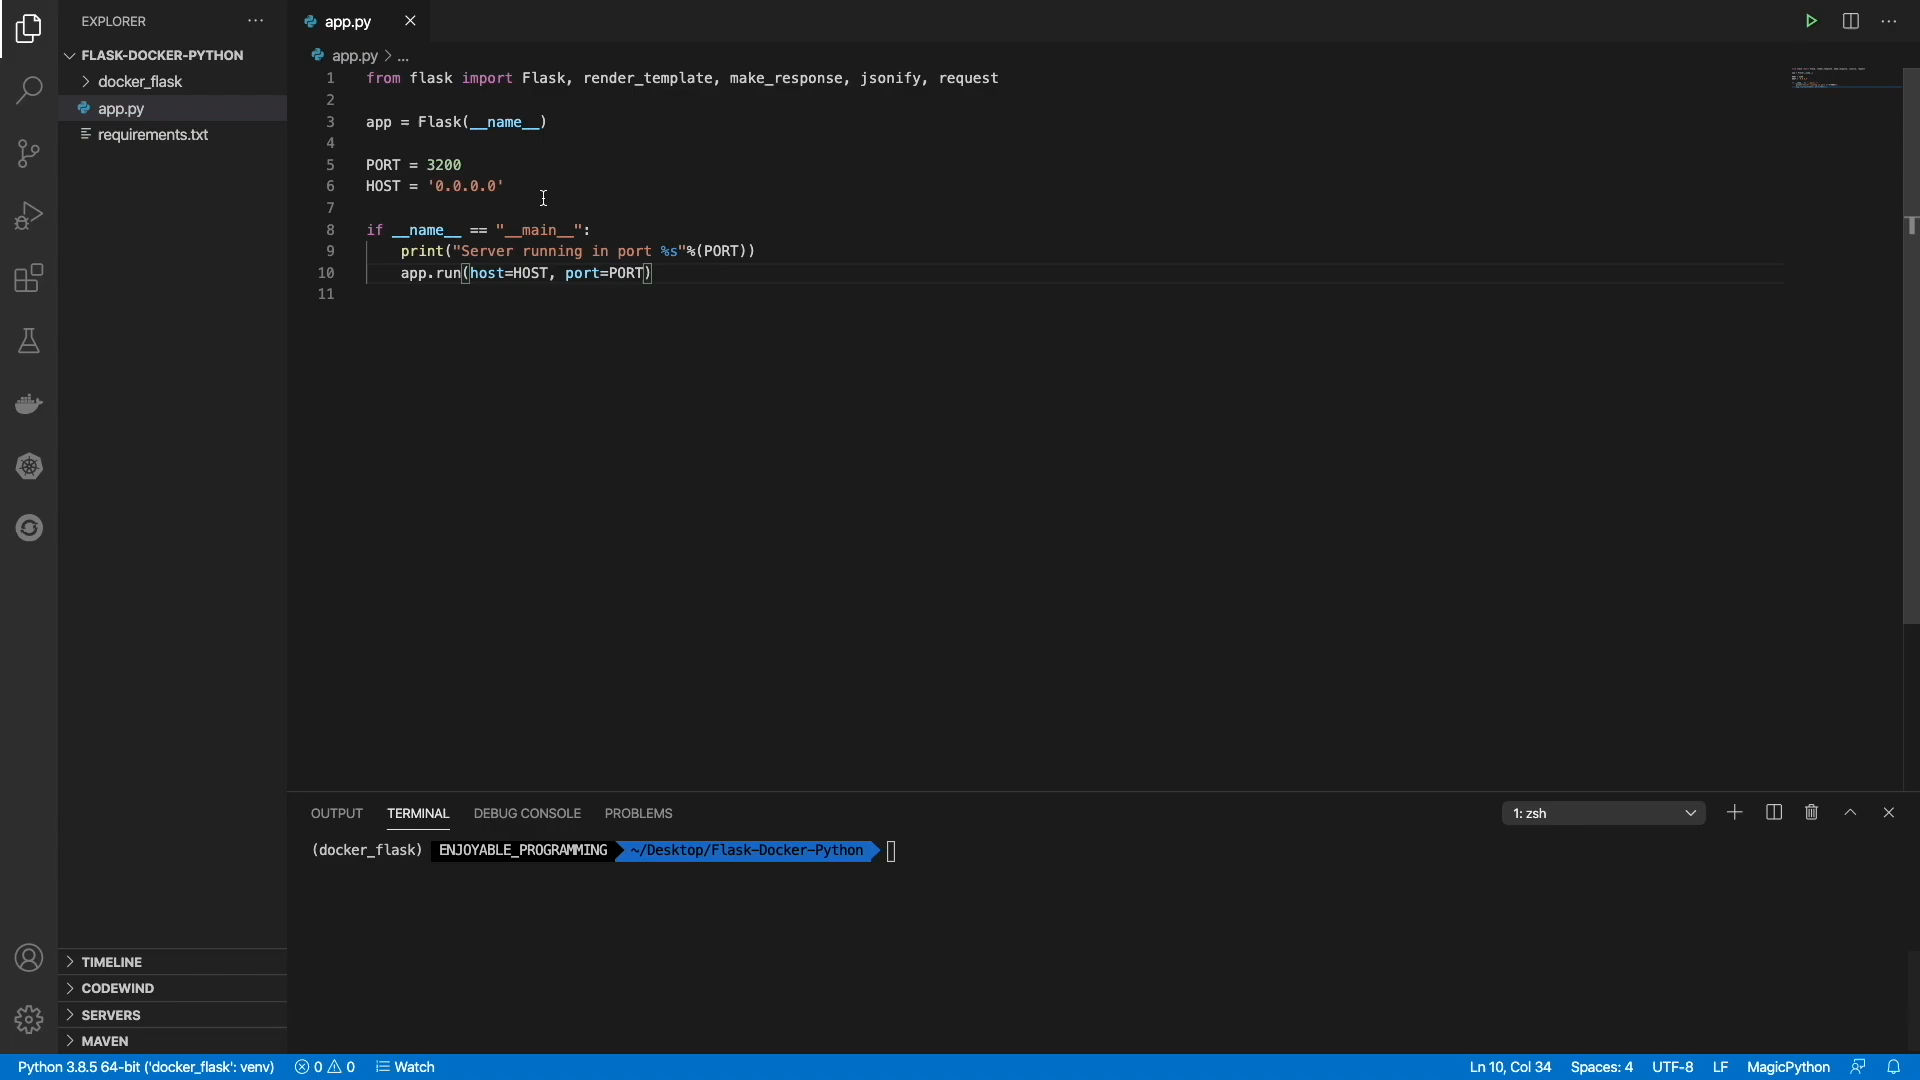 EXPLORER
FLASK-DOCKER-PYTHON
docker_flask
app.py
requirements.txt
TIMELINE
CODEWIND
SERVERS
MAVEN
app.py
app.py > ...
1 from flask import Flask, render_template, make_response, jsonify, request
2
3 app = Flask(__name__)
4
5 PORT = 3200
6 HOST = '0.0.0.0'
7
8 if __name__ == "__main__":
9 print("Server running in port %s"%(PORT))
10 app.run(host=HOST, port=PORT)
11
OUTPUT TERMINAL DEBUG CONSOLE PROBLEMS 1: zsh
(docker_flask) ENJOYABLE_PROGRAMMING ~/Desktop/Flask-Docker-Python
Python 3.8.5 64-bit ('docker_flask': venv) 0 0 Watch Ln 10, Col 34 Spaces: 4 UTF-8 LF MagicPython